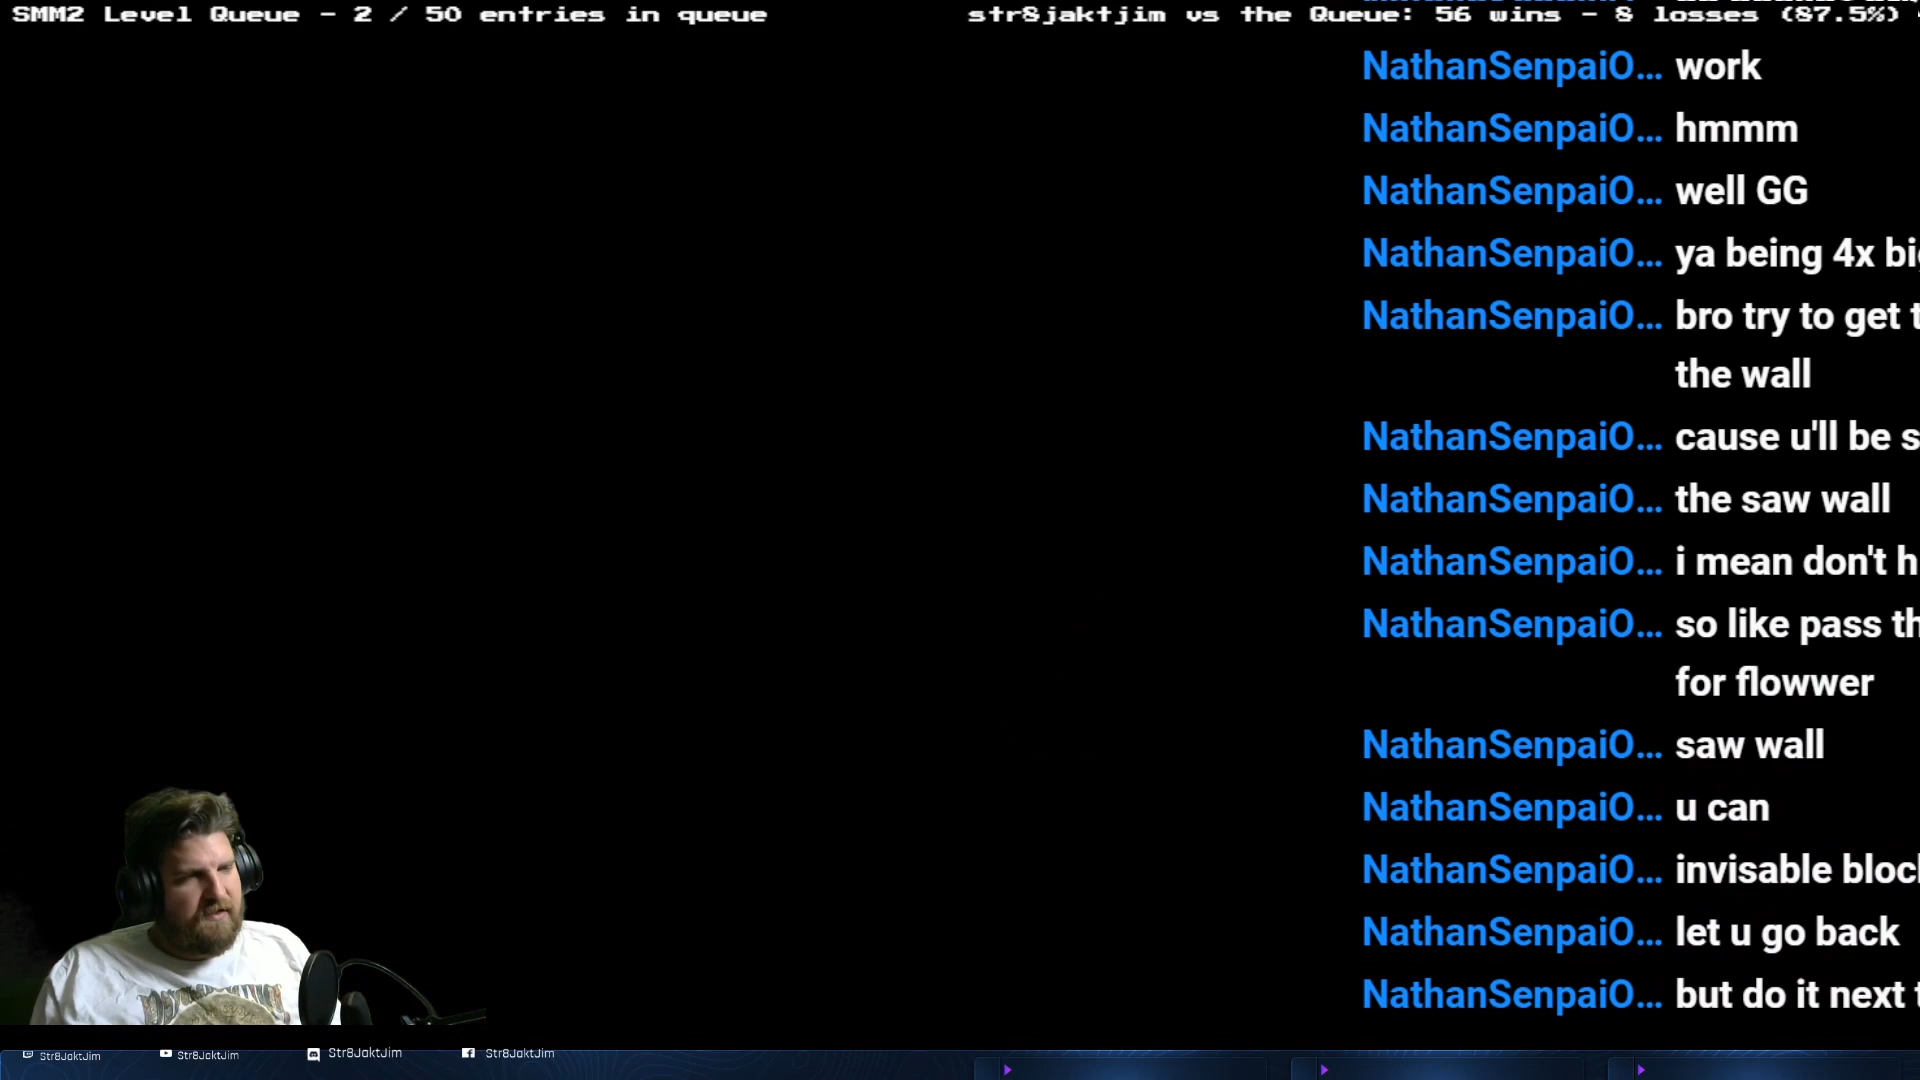 SMM2 Level Queue - 2 / 50 entries in queue
str8jaktjim vs the Queue: 56 wins - 8 losses (87.5%)
NathanSenpaiO… work
NathanSenpaiO… hmmm
NathanSenpaiO… well GG
NathanSenpaiO… ya being 4x
NathanSenpaiO… bro try to get
the wall
NathanSenpaiO… cause u'll be
NathanSenpaiO… the saw wall
NathanSenpaiO… i mean don't
NathanSenpaiO… so like pass
for flowwer
NathanSenpaiO… saw wall
NathanSenpaiO… u can
NathanSenpaiO… invisable
NathanSenpaiO… let u go back
NathanSenpaiO… but do it next
Str8JaktJim
Str8JaktJim
Str8JaktJim
Str8JaktJim